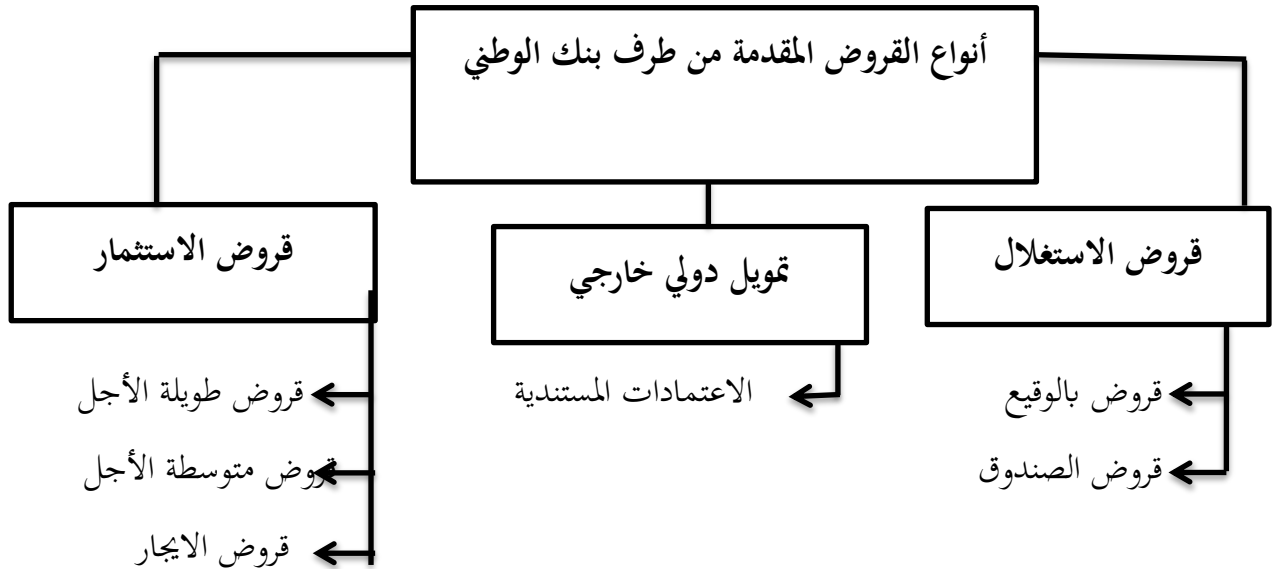 أنواع القروض المقدمة من طرف بنك الوطني
قروض الاستغلال
قروض بالوقيع
قروض الصندوق
تمويل دولي خارجي
الاعتمادات المستندية
قروض الاستثمار
قروض طويلة الأجل
قروض متوسطة الأجل
قروض الايجار